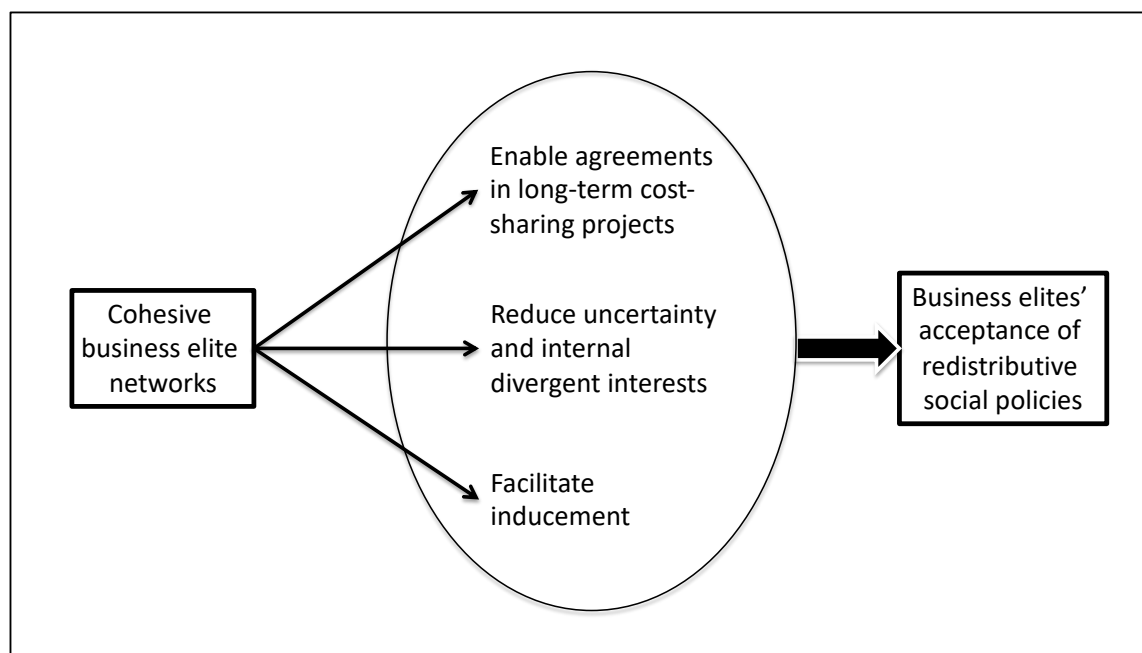 Cohesive
business elite
networks
Enable agreements
in long-term cost-
sharing projects
Reduce uncertainty
and internal
divergent interests
Facilitate
inducement
Business elites’
acceptance of
redistributive
social policies